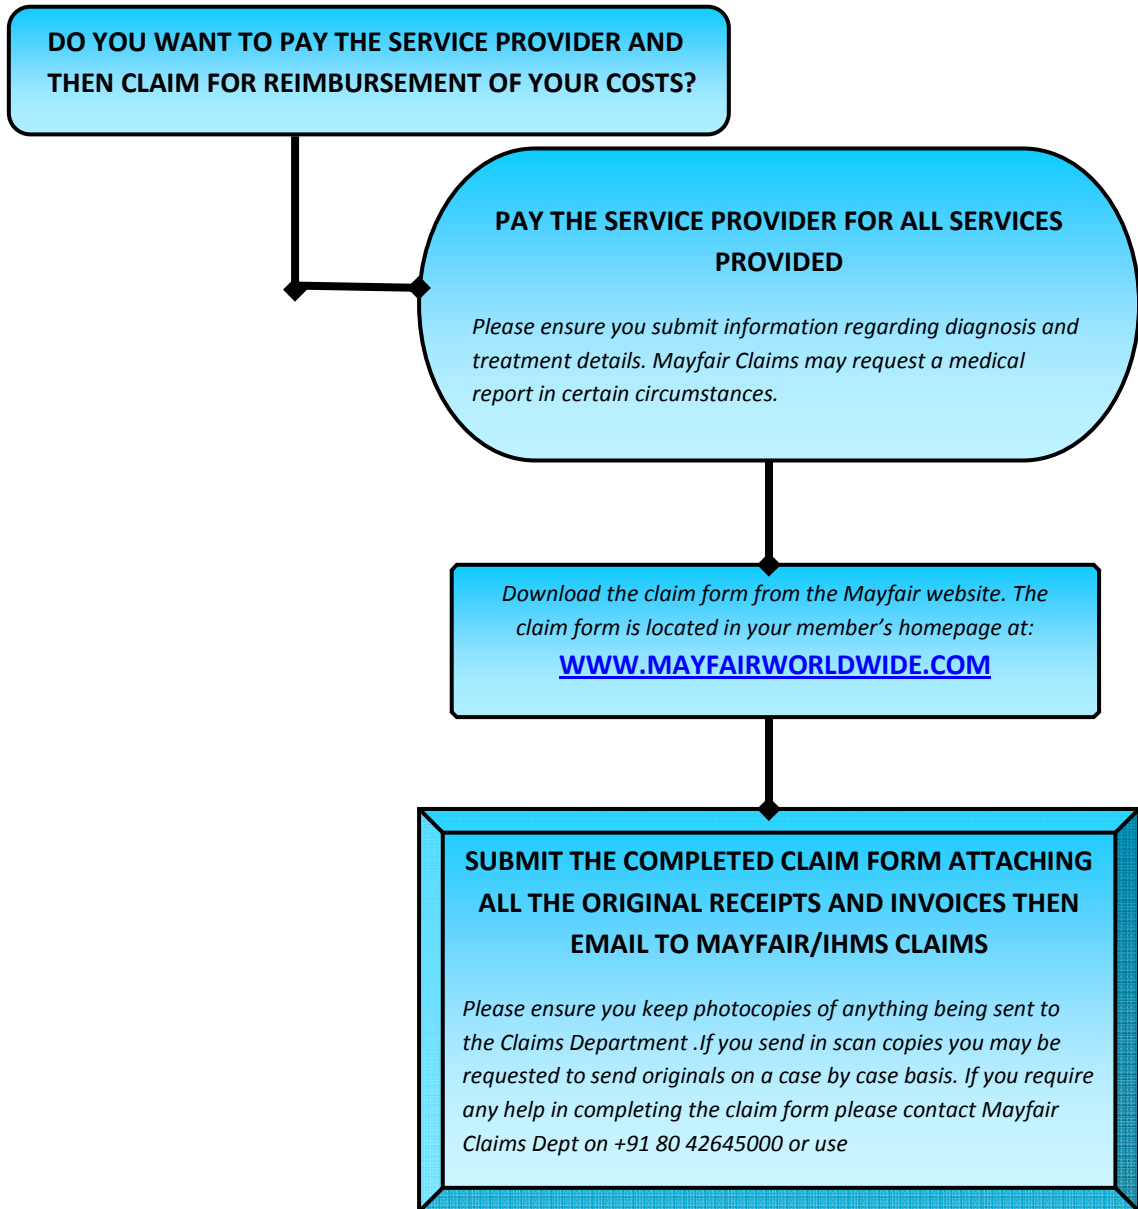 DO YOU WANT TO PAY THE SERVICE PROVIDER AND
THEN CLAIM FOR REIMBURSEMENT OF YOUR COSTS?
PAY THE SERVICE PROVIDER FOR ALL SERVICES
PROVIDED
Please ensure you submit information regarding diagnosis and
treatment details. Mayfair Claims may request a medical
report in certain circumstances.
Download the claim form from the Mayfair website. The
claim form is located in your member’s homepage at:
WWW.MAYFAIRWORLDWIDE.COM
SUBMIT THE COMPLETED CLAIM FORM ATTACHING
ALL THE ORIGINAL RECEIPTS AND INVOICES THEN
EMAIL TO MAYFAIR/IHMS CLAIMS
Please ensure you keep photocopies of anything being sent to
the Claims Department .If you send in scan copies you may be
requested to send originals on a case by case basis. If you require
any help in completing the claim form please contact Mayfair
Claims Dept on +91 80 42645000 or use